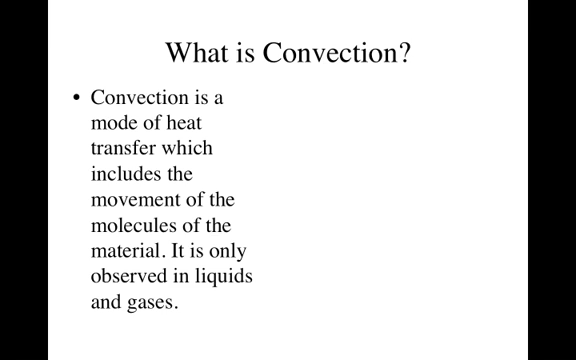 What is Convection?
• Convection is a
mode of heat
transfer which
includes the
movement of the
molecules of the
material. It is only
observed in liquids
and gases.